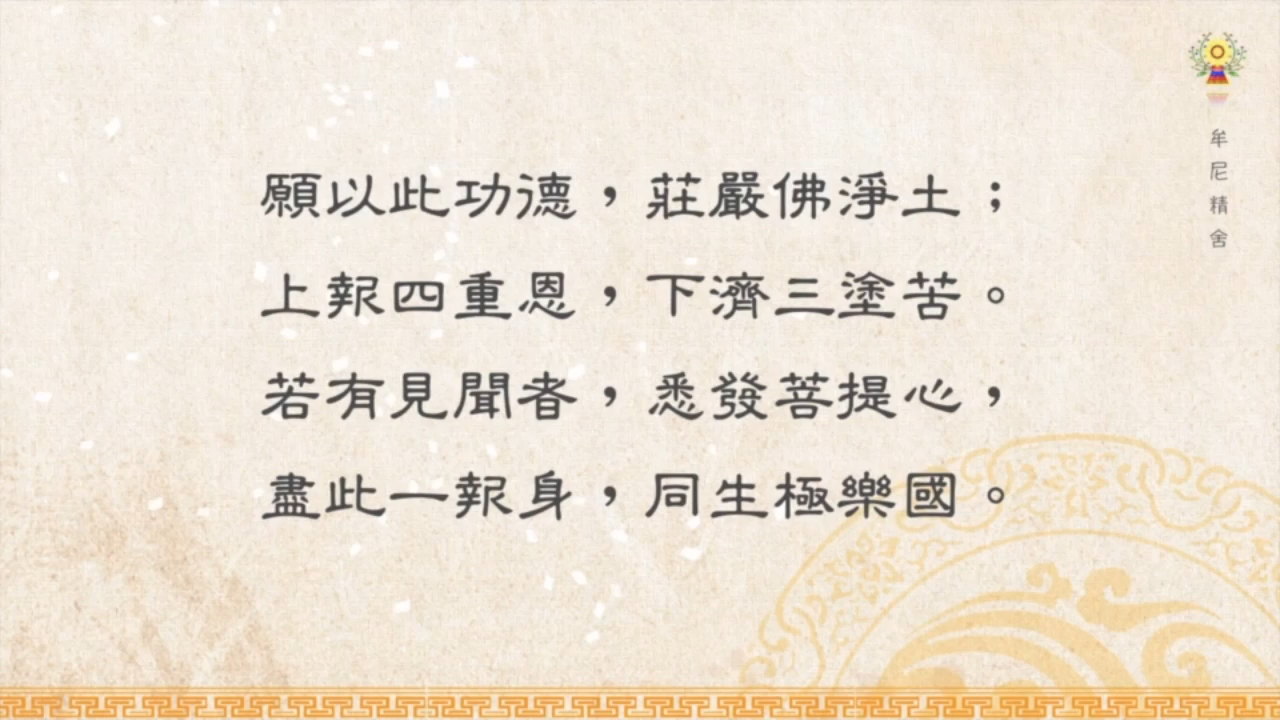 願以此功德，莊嚴佛淨土；
上報四重恩，下濟三塗苦。
若有見聞者，悉發菩提心，
盡此一報身，同生極樂國。
牟尼精舍